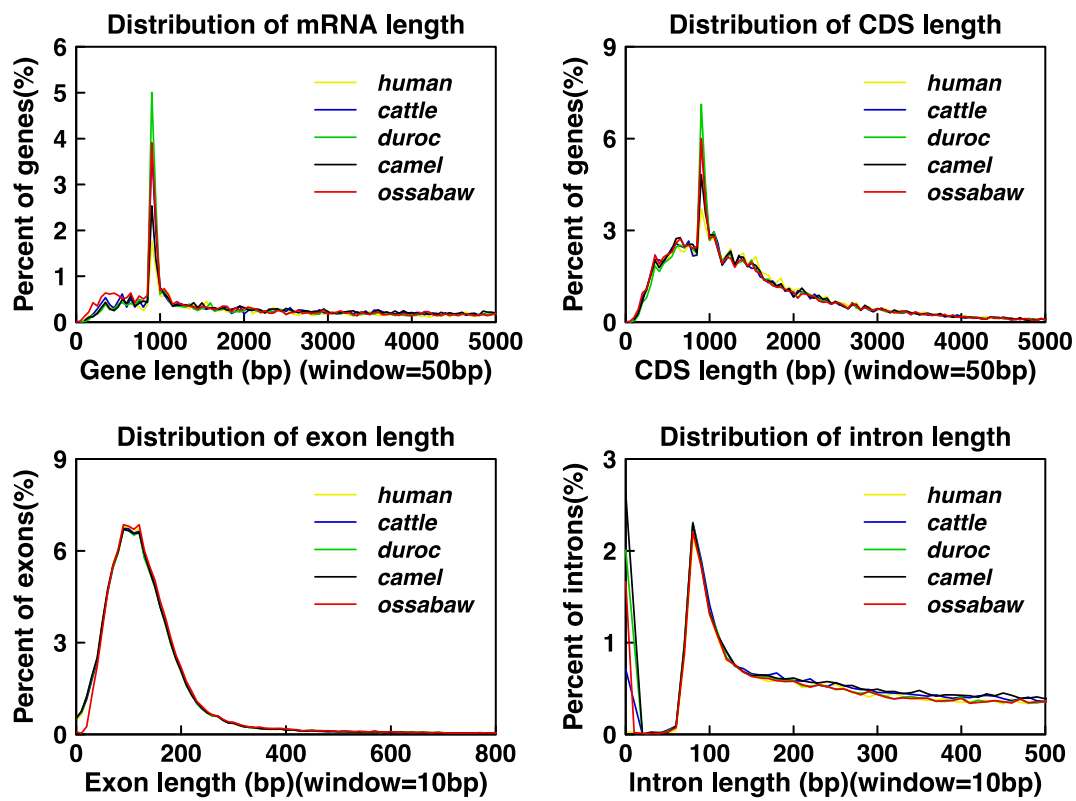 Distribution of mRNA length
Percent of genes(%)
6
5
4
3
2
1
0
human
cattle
duroc
camel
ossabaw
0 1000 2000 3000 4000 5000
Gene length (bp) (window=50bp)
Distribution of CDS length
Percent of genes(%)
9
6
3
0
human
cattle
duroc
camel
ossabaw
0 1000 2000 3000 4000 5000
CDS length (bp) (window=50bp)
Distribution of exon length
Percent of exons(%)
9
6
3
0
human
cattle
duroc
camel
ossabaw
0 200 400 600 800
Exon length (bp)(window=10bp)
Distribution of intron length
Percent of introns(%)
3
2
1
0
human
cattle
duroc
camel
ossabaw
0 100 200 300 400 500
Intron length (bp)(window=10bp)